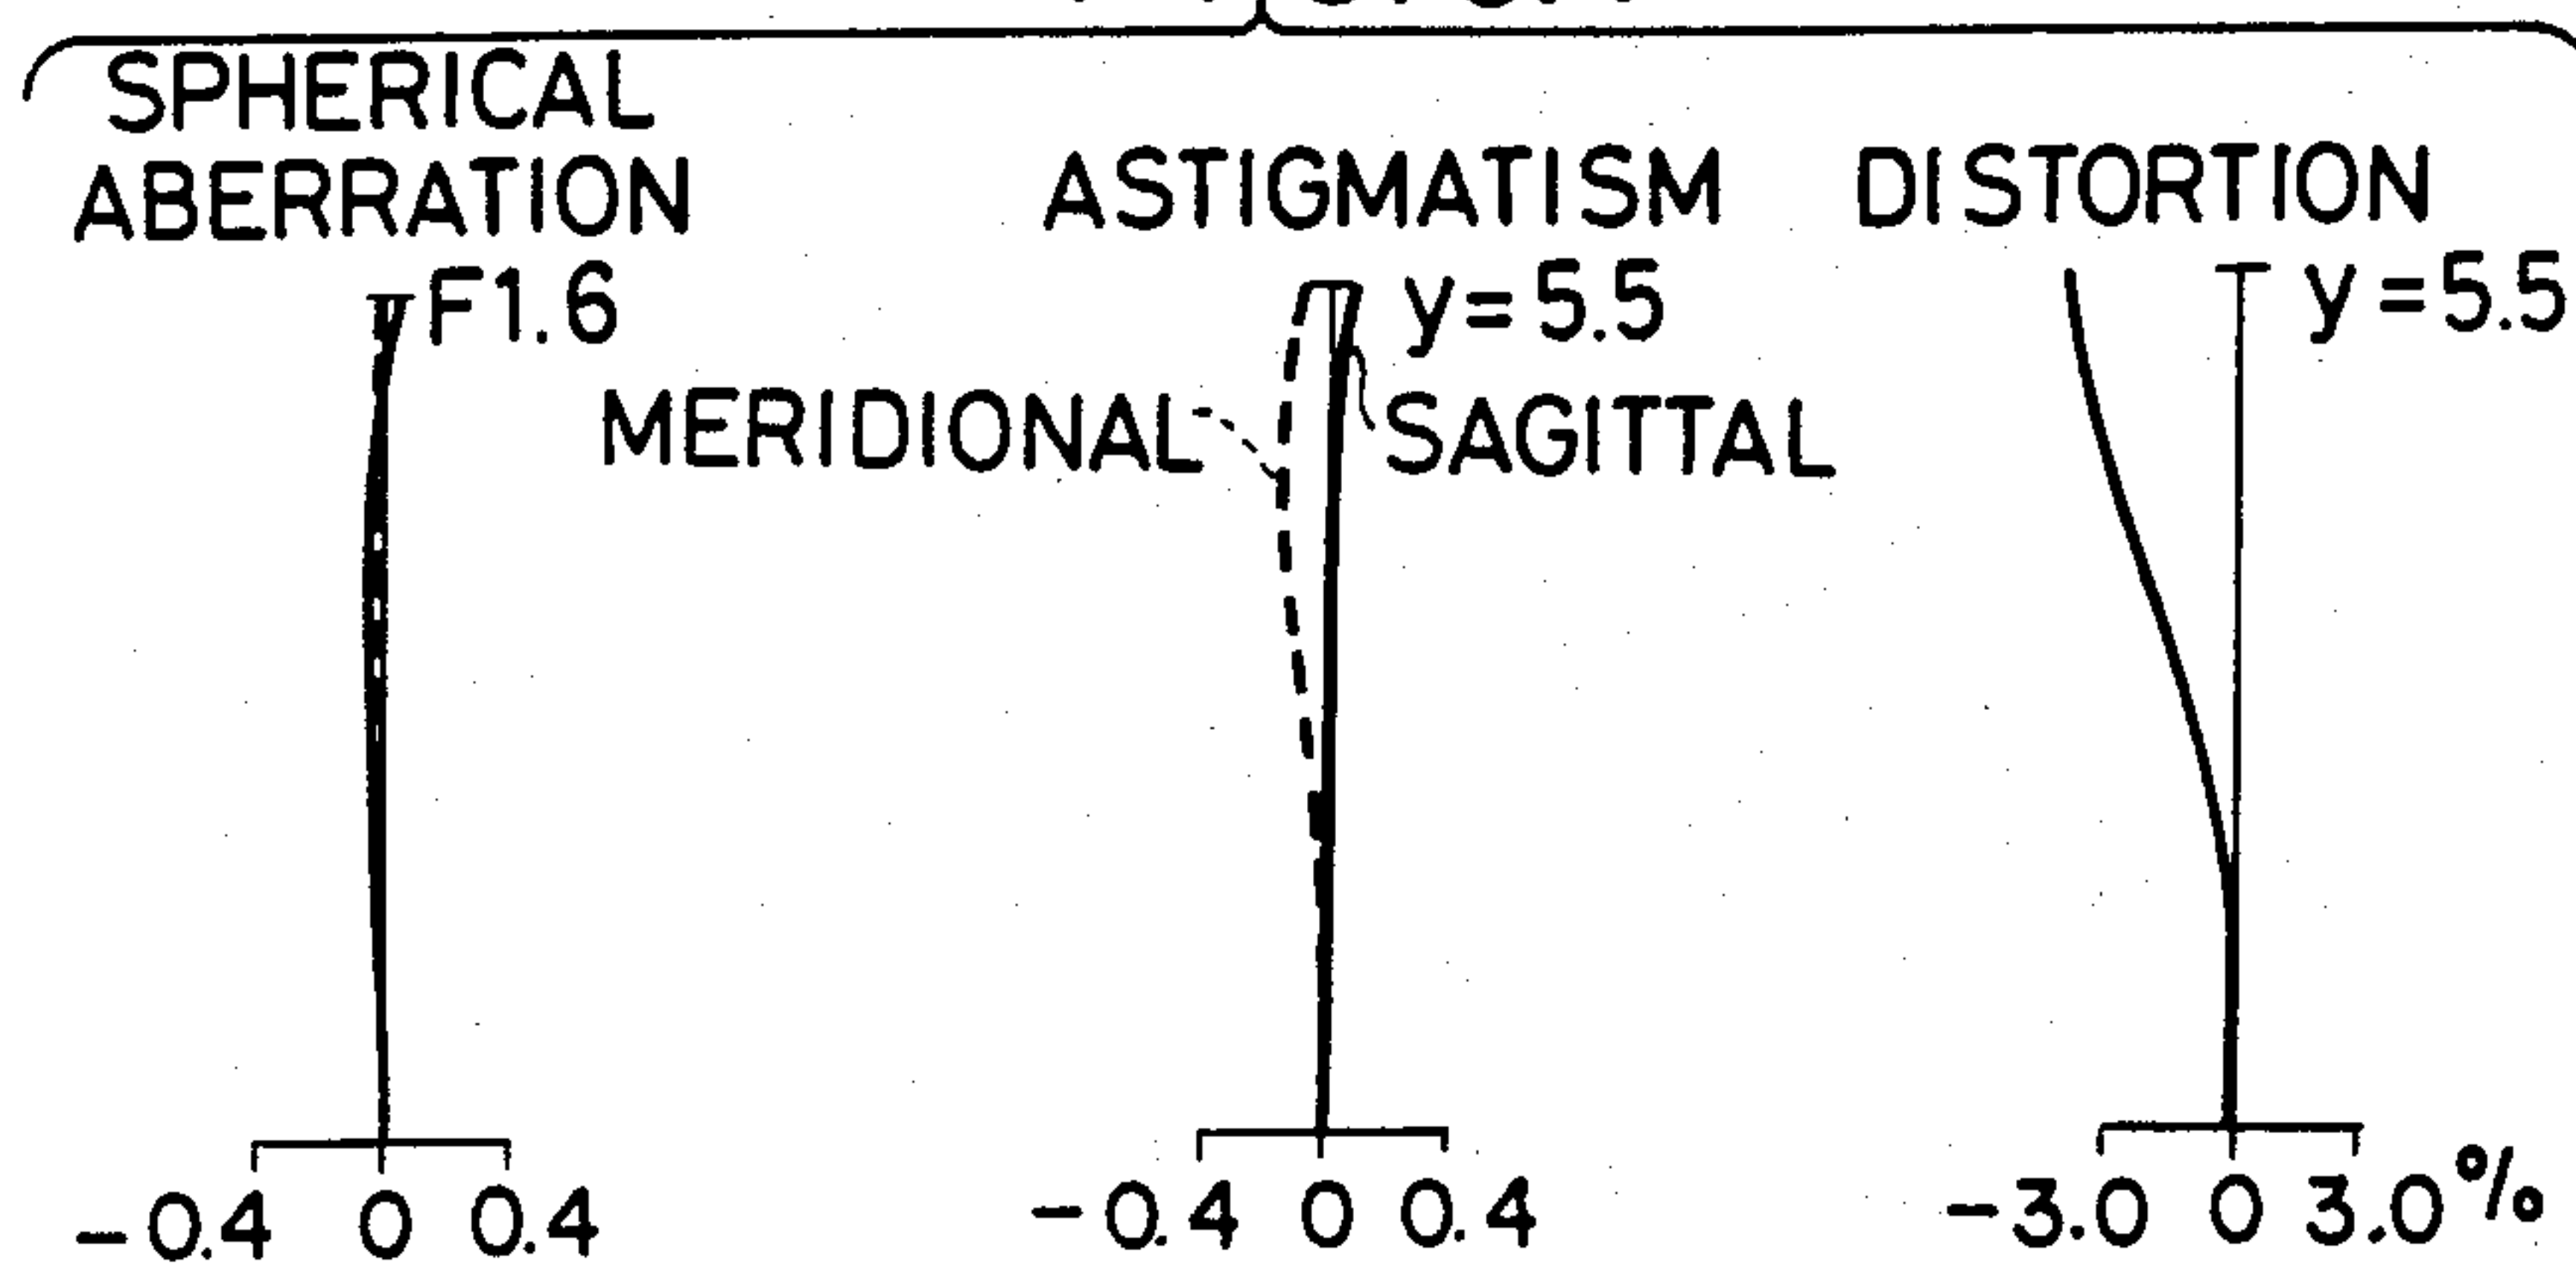 SPHERICAL
ABERRATION
F1.6
ASTIGMATISM
y=5.5
MERIDIONAL
SAGITTAL
DISTORTION
y=5.5
-0.4 0 0.4
-0.4 0 0.4
-3.0 0 3.0%